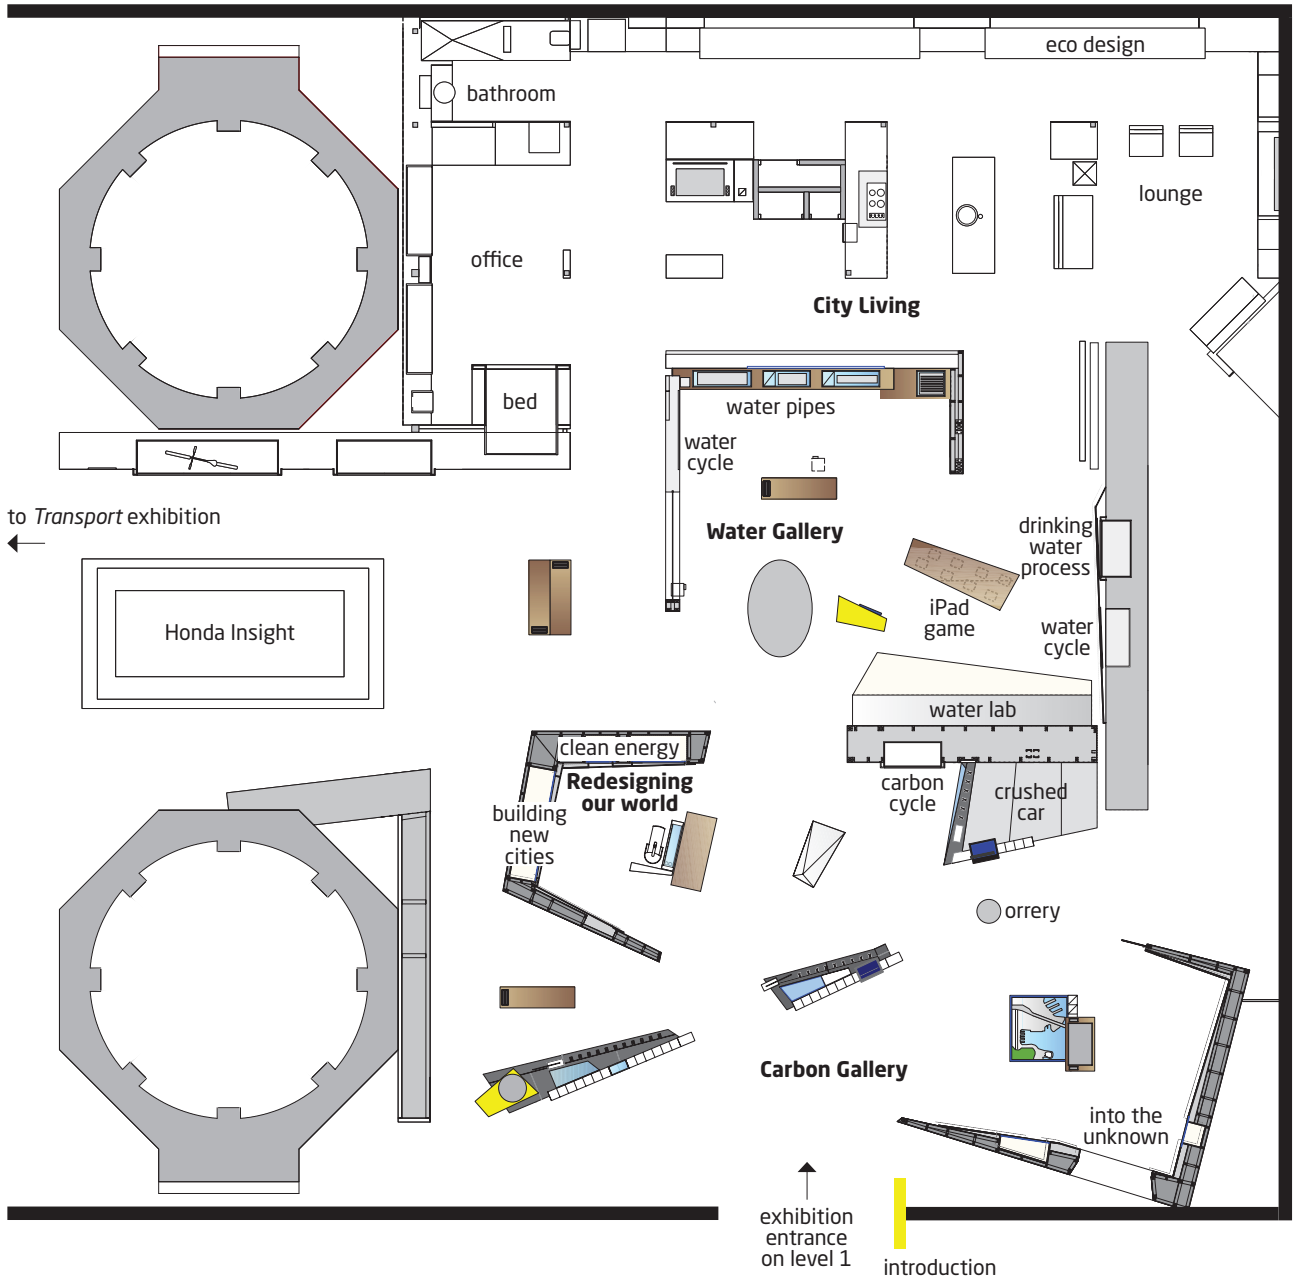 eco design
bathroom
lounge
office
City Living
bed
water pipes
water
cycle
to Transport exhibition
Water Gallery
drinking
water
process
iPad
game
Honda Insight
water
cycle
water lab
clean energy
Redesigning
our world
carbon
cycle
crushed
car
building
new
cities
orrery
Carbon Gallery
into the
unknown
exhibition
entrance
on level 1
introduction